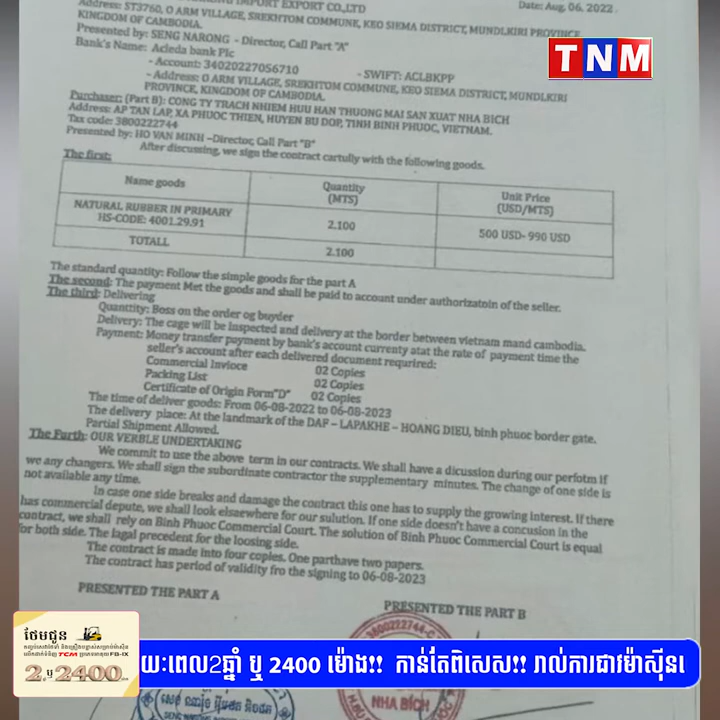 IMPORT EXPORT CO.,LTD
Date: Aug, 06, 2022.
Address: ST3760, O ARM VILLAGE, SREKHTOM COMMUNE, KEO SIEMA DISTRICT, MUNDLKIRI PROVINCE
KINGDOM OF CAMBODIA.
Presented by: SENG NARONG - Director, Call Part "A"
Bank's Name: Acleda bank Plc
- Account: 34020227056710 - SWIFT: ACLBKPP
- Address: O ARM VILLAGE, SREKHTOM COMMUNE, KEO SIEMA DISTRICT, MUNDLKIRI
PROVINCE, KINGDOM OF CAMBODIA.
TNM
Purchaser: (Part B): CONG TY TRACH NHIEM HUU HAN THUONG MAI SAN XUAT NHA BICH
Address: AP TAN LAP, XA PHUOC THIEN, HUYEN BU DOP, TINH BINH PHUOC, VIETNAM.
Tax code: 3800222744
Presented by: HO VAN MINH –Director, Call Part "B"
After discussing, we sign the contract cartully with the following goods.
The first:
Name goods Quantity (MTS) Unit Price (USD/MTS)
NATURAL RUBBER IN PRIMARY HS-CODE: 4001.29.91 2.100 500 USD- 990 USD
TOTALL 2.100
The standard quantity: Follow the simple goods for the part A
The second: The payment Met the goods and shall be paid to account under authorizatoin of the seller.
The third: Delivering
Quantity: Boss on the order og buyder
Delivery: The cage will be inspected and delivery at the border between vietnam mand cambodia.
Payment: Money transfer payment by bank's account currenty atat the rate of payment time the
seller's account after each delivered document requrired:
Commercial Invioce 02 Copies
Packing List 02 Copies
Certificate of Origin Form"D" 02 Copies
The time of deliver goods: From 06-08-2022 to 06-08-2023
The delivery place: At the landmark of the DAF – LAPAKHE – HOANG DIEU, binh phuoc border gate.
Partial Shipment Allowed.
The Furth: OUR VERBLE UNDERTAKING
We commit to use the above term in our contracts. We shall have a dicussion during our perfotm if
we any changers. We shall sign the subordinate contractor the supplementary minutes. The change of one side is
not available any time.
In case one side breaks and damage the contract this one has to supply the growing interest. If there
has commercial depute, we shall look elsaewhere for our sulution. If one side doesn't have a concusion in the
contract, we shall rely on Binh Phuoc Commercial Court. The solution of Binh Phuoc Commercial Court is equal
for both side. The lagal precedent for the loosing side.
The contract is made into four copies. One parthave two papers.
The contract has period of validity fro the signing to 06-08-2023
PRESENTED THE PART A
PRESENTED THE PART B
3800222744-C
ថែមជូន
TCM
FB-IX
2 ឬ 2400
យៈពេល2ឆ្នាំ ឬ 2400 ម៉ោង!! កាន់តែពិសេស!! រាល់ការជាវម៉ាស៊ីន
NHA BÍCH